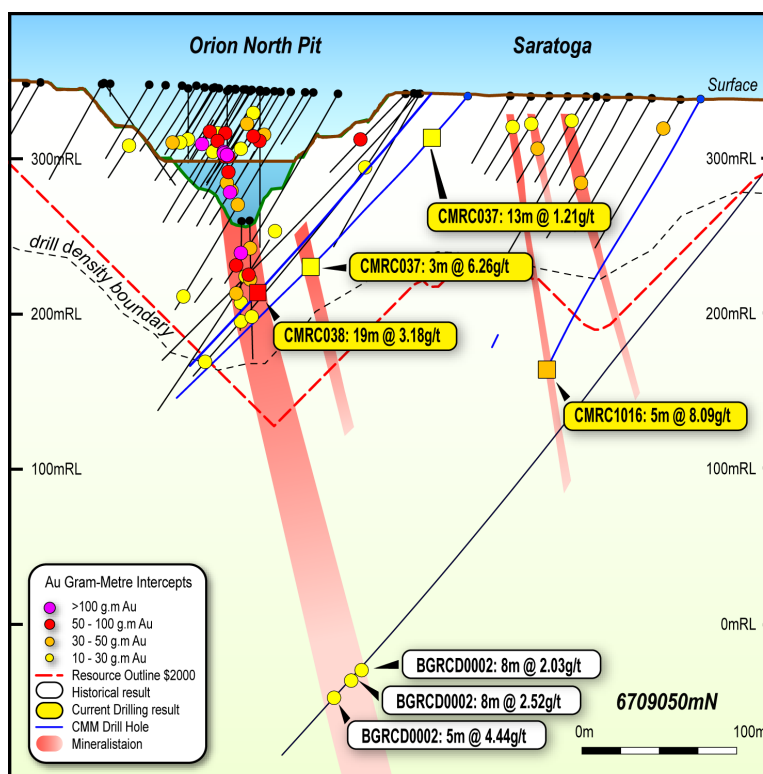 Orion North Pit
Saratoga
Surface
300mRL
300mRL
CMRC037: 13m @ 1.21g/t
drill density boundary
CMRC037: 3m @ 6.26g/t
200mRL
200mRL
CMRC038: 19m @ 3.18g/t
CMRC1016: 5m @ 8.09g/t
100mRL
100mRL
Au Gram-Metre Intercepts
>100 g.m Au
50 - 100 g.m Au
30 - 50 g.m Au
10 - 30 g.m Au
Resource Outline $2000
Historical result
Current Drilling result
CMM Drill Hole
Mineralistaion
0mRL
BGRCD0002: 8m @ 2.03g/t
BGRCD0002: 8m @ 2.52g/t
BGRCD0002: 5m @ 4.44g/t
6709050mN
0m
100m